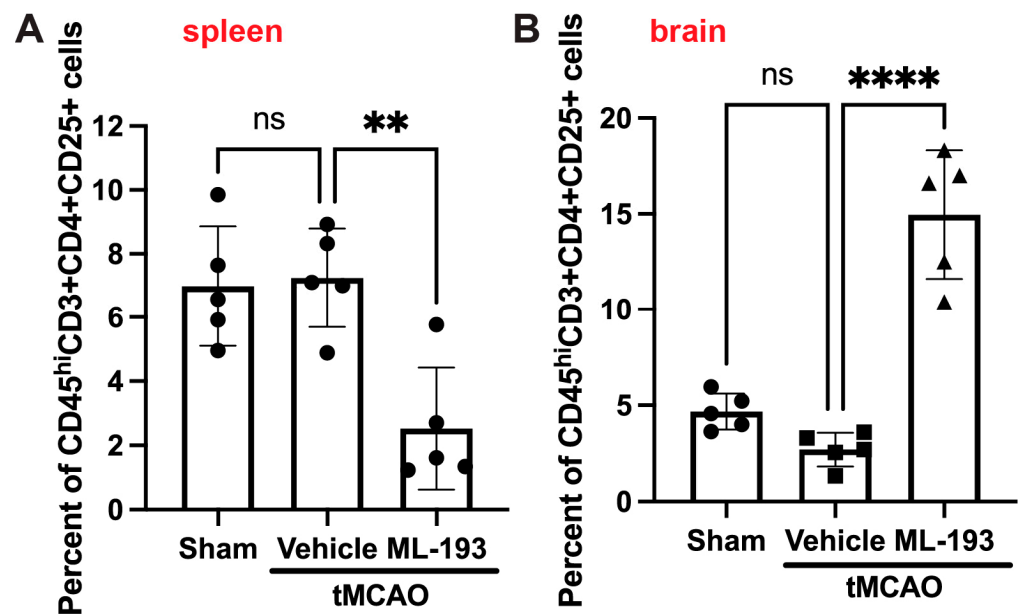 A spleen
Percent of CD45hiCD3+CD4+CD25+ cells
ns
**
12
10
8
6
4
2
0
Sham
Vehicle
ML-193
tMCAO
B brain
Percent of CD45hiCD3+CD4+CD25+ cells
ns
****
20
15
10
5
0
Sham
Vehicle
ML-193
tMCAO